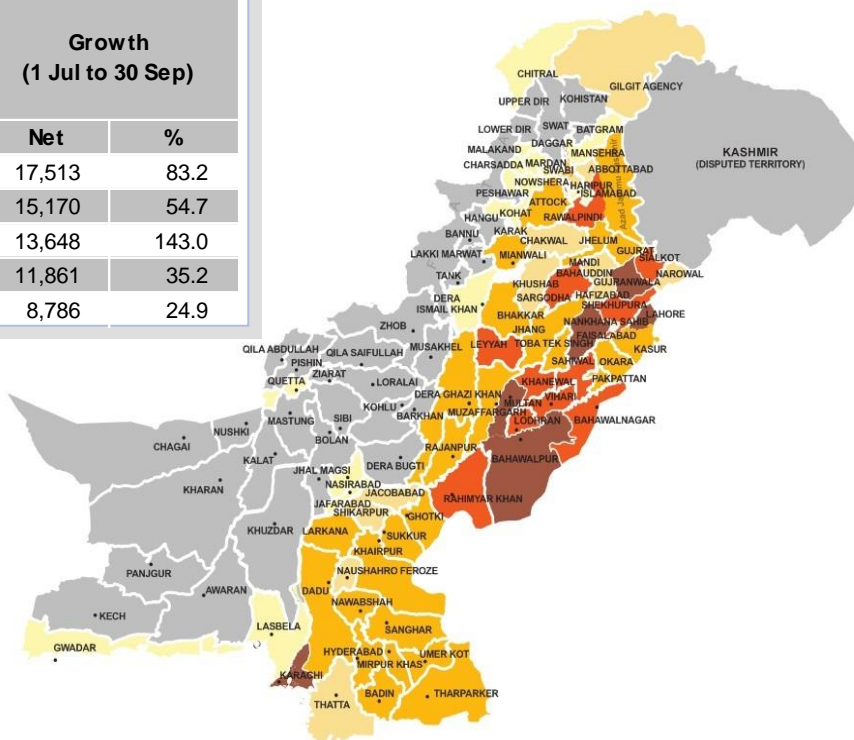 Growth
(1 Jul to 30 Sep)
Net %
17,513 83.2
15,170 54.7
13,648 143.0
11,861 35.2
8,786 24.9
CHITRAL
GILGIT AGENCY
UPPER DIR KOHISTAN
LOWER DIR SWAT BATGRAM
DAGGAR
MALAKAND MANSEHRA
KASHMIR
(DISPUTED TERRITORY)
CHARSADDA MARDAN
SWABI ABBOTTABAD
NOWSHERA HARIPUR
PESHAWAR ISLAMABAD
ATTOCK
Azad Jammu Kashmir
HANGU KOHAT RAWALPINDI
BANNU KARAK
CHAKWAL JHELUM
LAKKI MARWAT MIANWALI GUJRAT
SIALKOT
TANK MANDI
BAHAUDDIN NAROWAL
KHUSHAB GUJRANWALA
DERA
ISMAIL KHAN
SARGODHA HAFIZABAD
SHEKHUPURA
BHAKKAR LAHORE
ZHOB NANKHANA SAHIB
JHANG FAISALABAD
MUSAKHEL LEYYAH TOBA TEK SINGH KASUR
QILA ABDULLAH QILA SAIFULLAH
PISHIN SAHIWAL OKARA
ZIARAT
QUETTA LORALAI KHANEWAL PAKPATTAN
DERA GHAZI KHAN
KOHLU MULTAN VIHARI
BARKHAN MUZAFFARGARH
MASTUNG SIBI LODHRAN BAHAWALNAGAR
NUSHKI
BOLAN
CHAGAI RAJANPUR
KALAT BAHAWALPUR
JHAL MAGSI DERA BUGTI
NASIRABAD
KHARAN JACOBABAD
JAFARABAD RAHIMYAR KHAN
SHIKARPUR
GHOTKI
KHUZDAR LARKANA
SUKKUR
KHAIRPUR
PANJGUR NAUSHAHRO FEROZE
AWARAN DADU
NAWABSHAH
KECH
LASBELA SANGHAR
GWADAR
HYDERABAD UMER KOT
MIRPUR KHAS
KARACHI
BADIN THARPARKER
THATTA